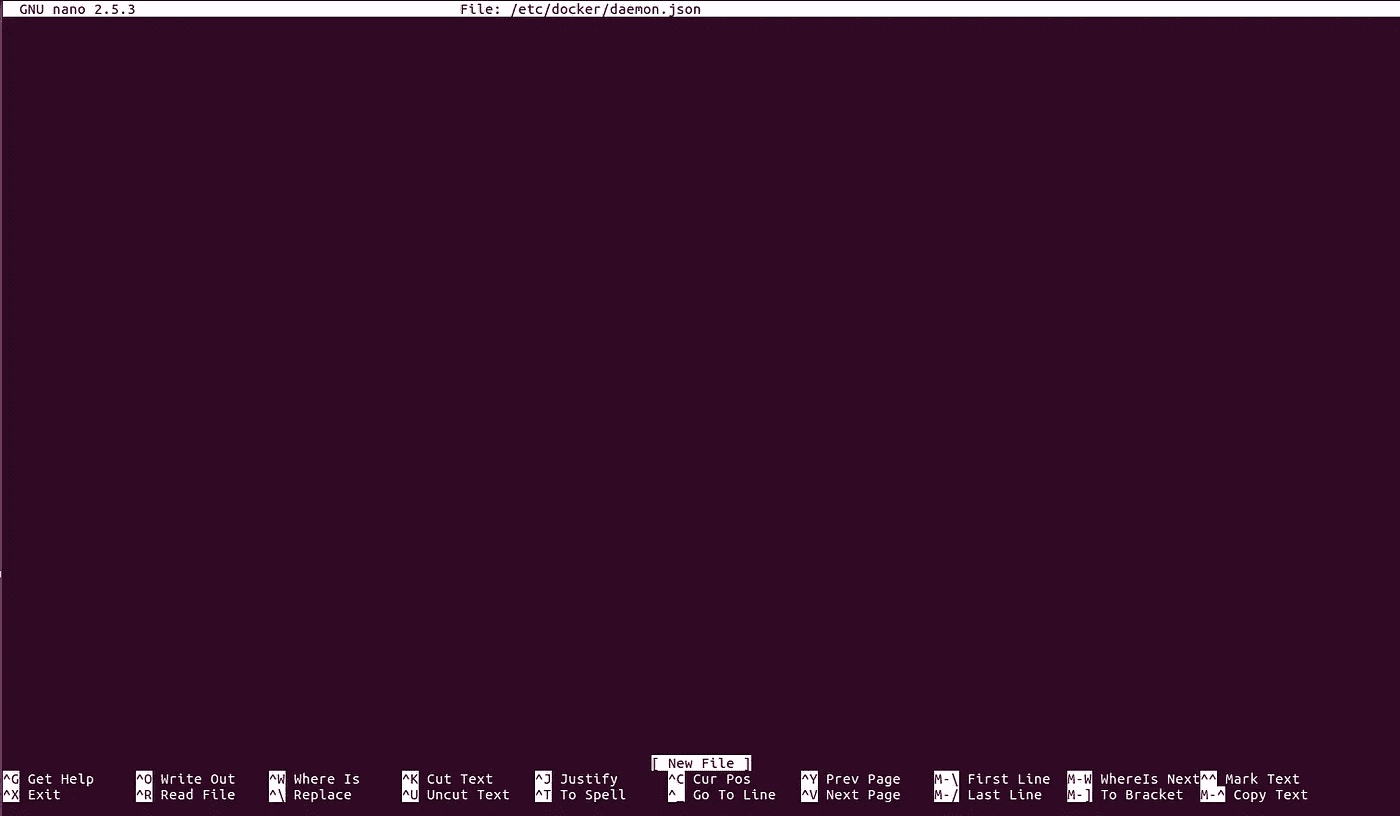 GNU nano 2.5.3 File: /etc/docker/daemon.json
[ New File ]
^G Get Help ^O Write Out ^W Where Is ^K Cut Text ^J Justify ^C Cur Pos ^Y Prev Page M-\ First Line M-W WhereIs Next ^^ Mark Text
^X Exit ^R Read File ^\ Replace ^U Uncut Text ^T To Spell ^_ Go To Line ^V Next Page M-/ Last Line M-] To Bracket M-^ Copy Text